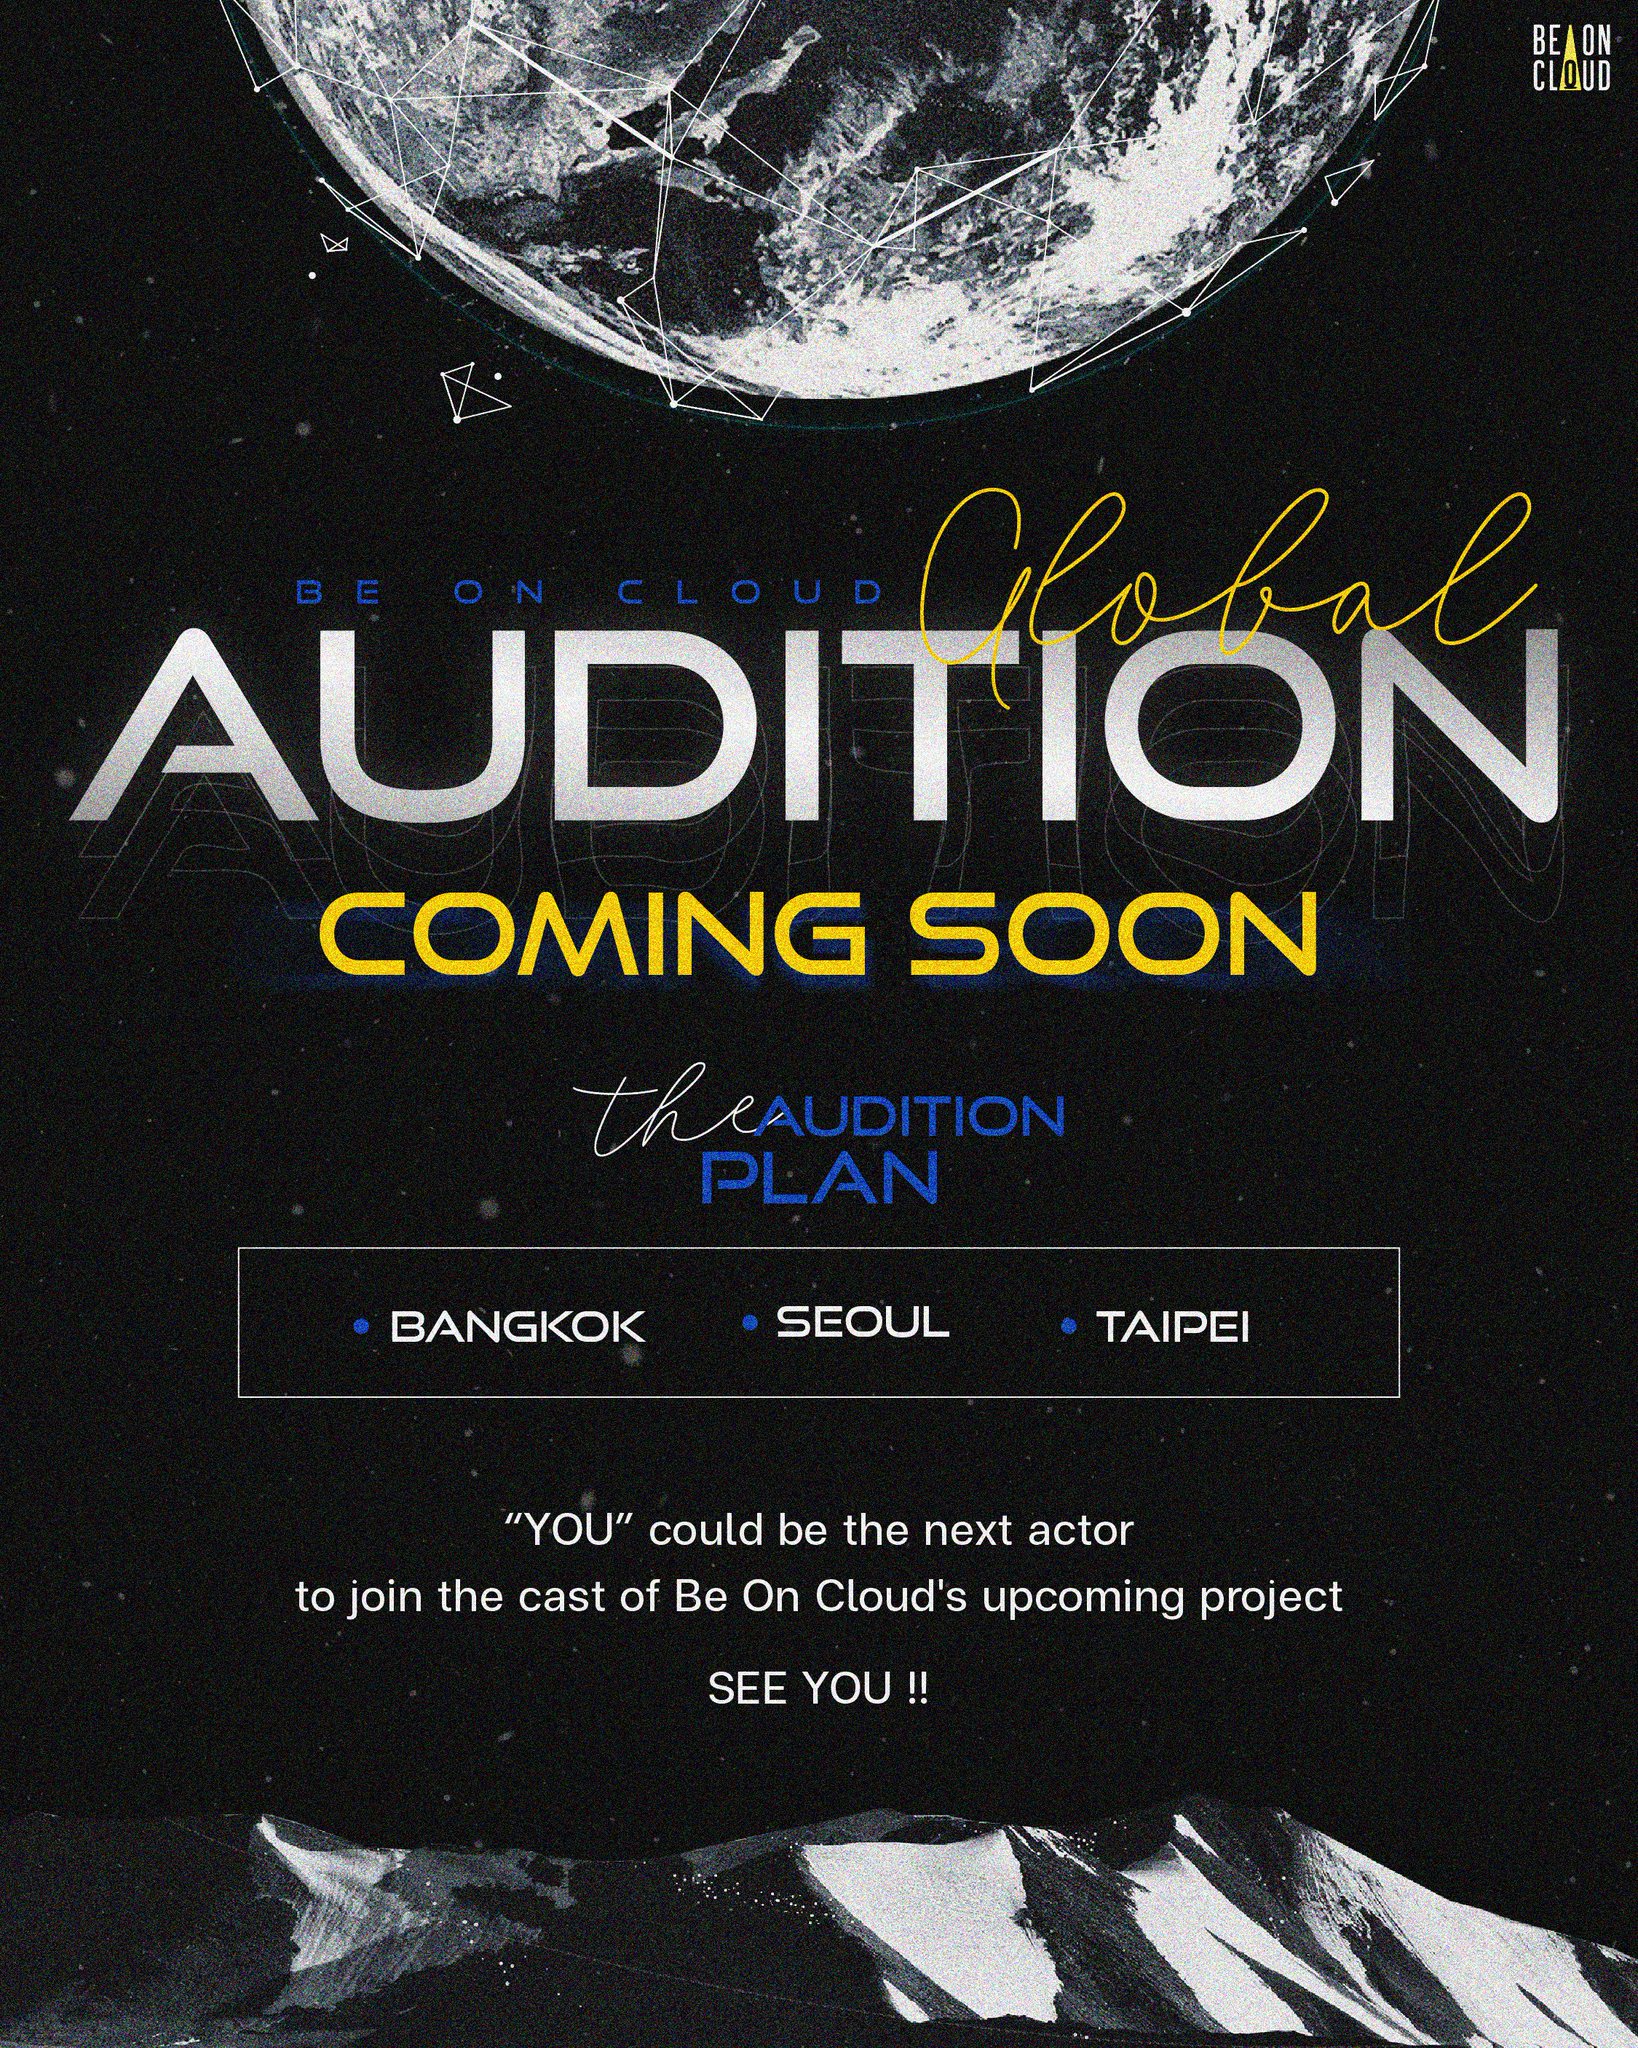 BE ON
CLOUD
Global
BE ON CLOUD
AUDITION
COMING SOON
the AUDITION
PLAN
• BANGKOK • SEOUL • TAIPEI
“YOU” could be the next actor
to join the cast of Be On Cloud's upcoming project
SEE YOU !!